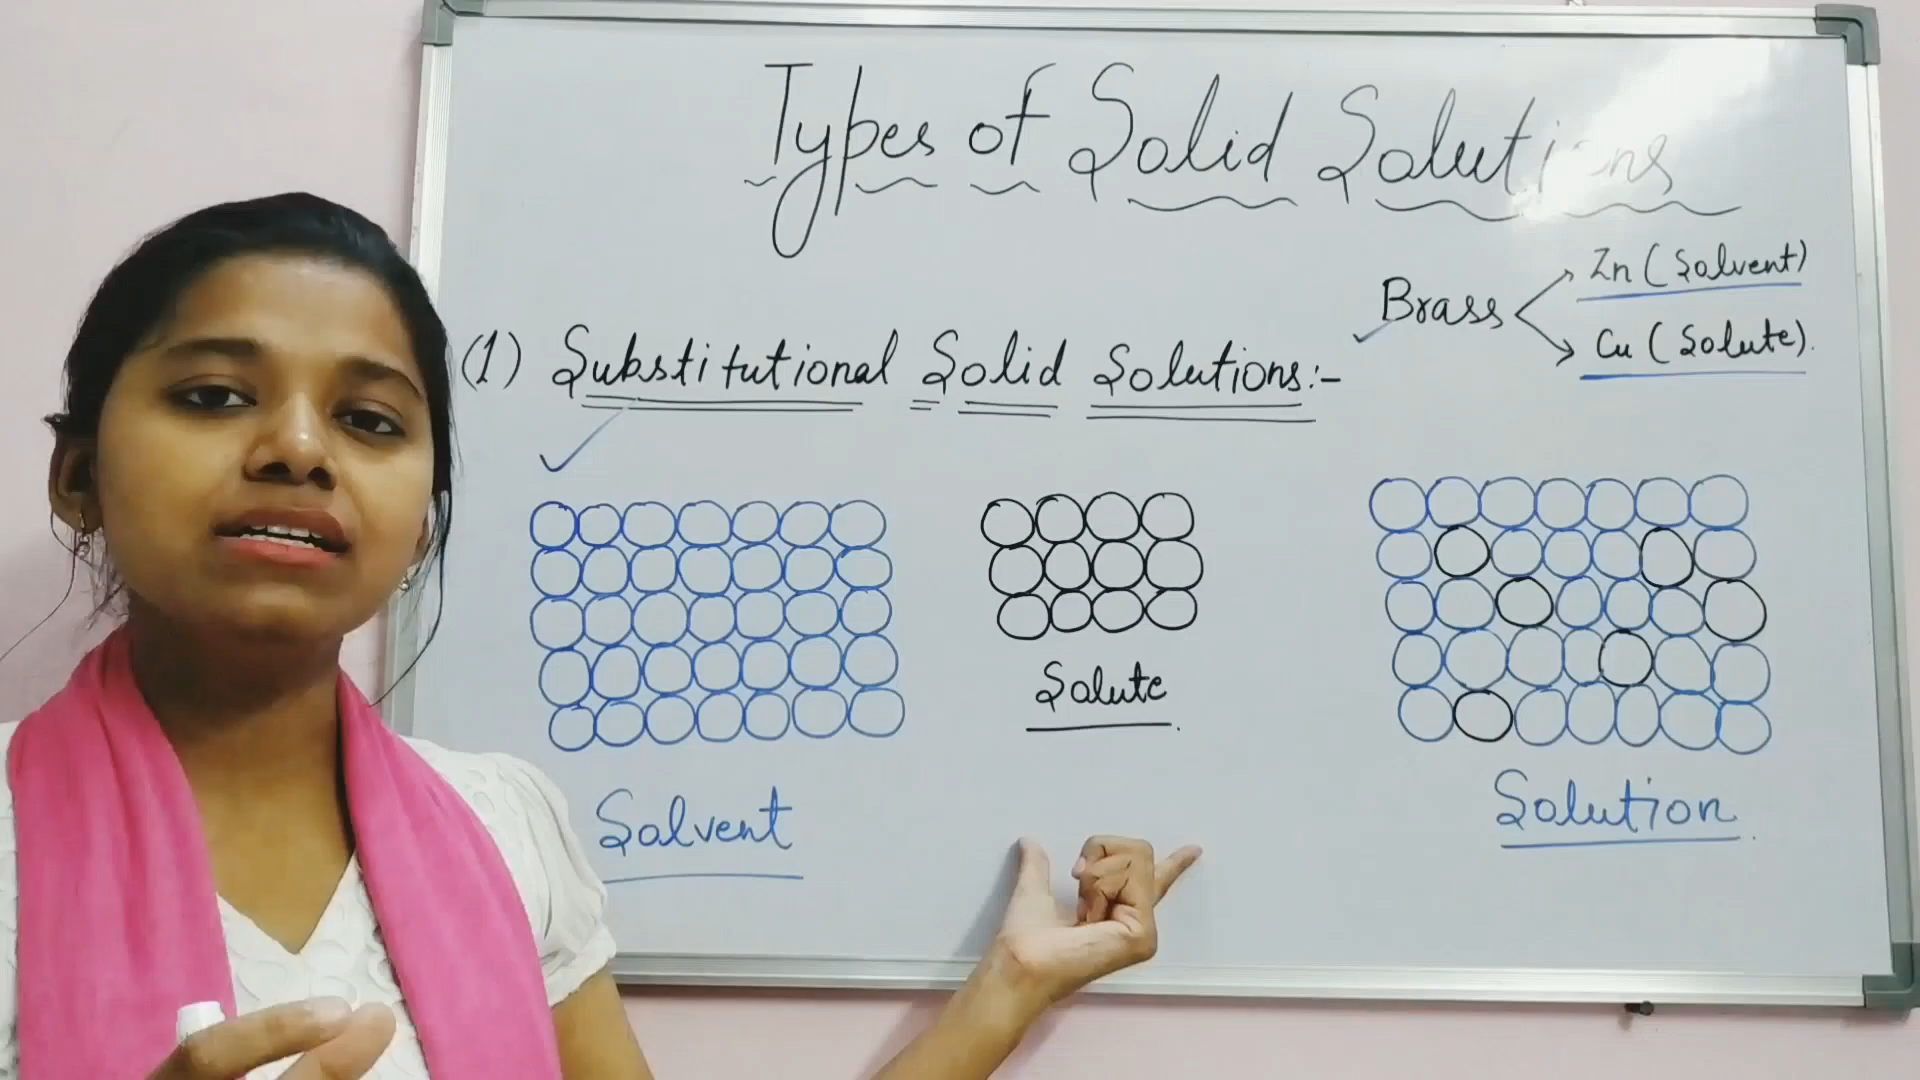 Types of Solid Solutions
Brass
Zn (Solvent)
Cu (Solute).
(1) Substitutional Solid Solutions:-
Solvent
Solute.
Solution.